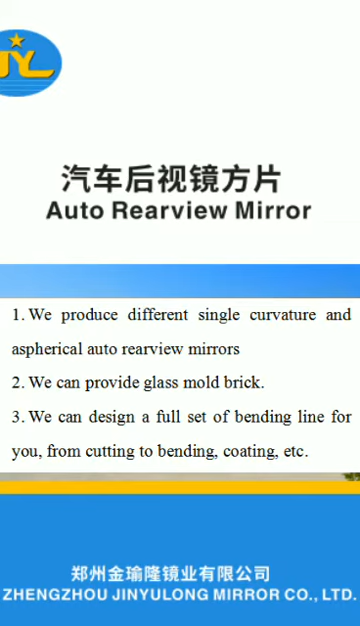 JYL
汽车后视镜方片
Auto Rearview Mirror
1. We produce different single curvature and
aspherical auto rearview mirrors
2. We can provide glass mold brick.
3. We can design a full set of bending line for
you, from cutting to bending, coating, etc.
郑州金瑜隆镜业有限公司
ZHENGZHOU JINYULONG MIRROR CO., LTD.